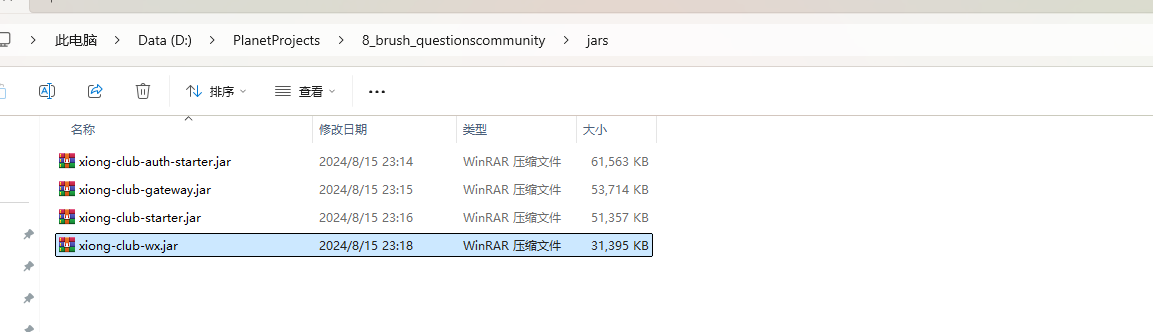 此电脑 > Data (D:) > PlanetProjects > 8_brush_questionscommunity > jars
排序 查看 ...
名称 修改日期 类型 大小
xiong-club-auth-starter.jar 2024/8/15 23:14 WinRAR 压缩文件 61,563 KB
xiong-club-gateway.jar 2024/8/15 23:15 WinRAR 压缩文件 53,714 KB
xiong-club-starter.jar 2024/8/15 23:16 WinRAR 压缩文件 51,357 KB
xiong-club-wx.jar 2024/8/15 23:18 WinRAR 压缩文件 31,395 KB